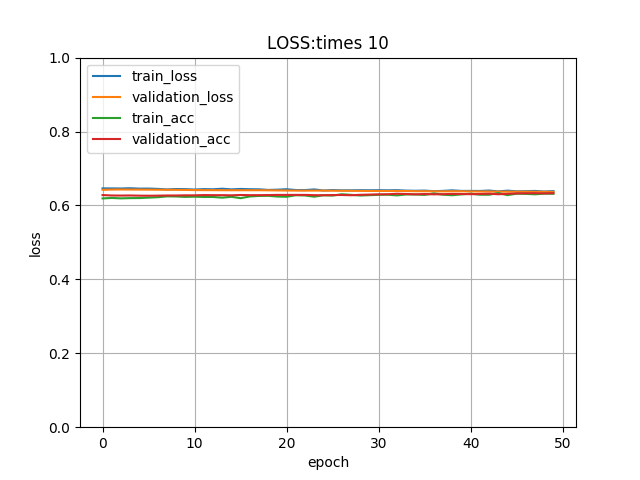 LOSS:times 10
train_loss
validation_loss
train_acc
validation_acc
1.0
0.8
0.6
0.4
0.2
0.0
loss
0 10 20 30 40 50
epoch